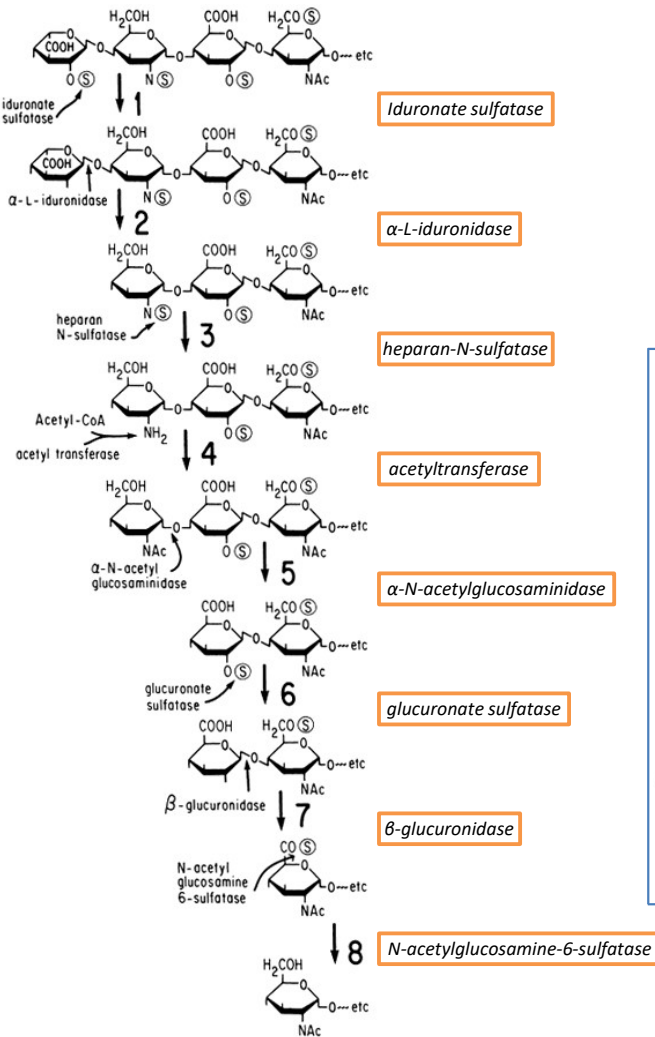 H₂CO Ⓢ
CH₂OH
COOH
COOH
O
O
O
O
O
O
O
O~~etc
O Ⓢ
N Ⓢ
O Ⓢ
NAc
iduronate
sulfatase
1
Iduronate sulfatase
H₂COH
COOH
H₂CO Ⓢ
COOH
O
O
O
O
O
O
O
O~~etc
N Ⓢ
O Ⓢ
NAc
α-L-iduronidase
2
α-L-iduronidase
H₂COH
COOH
H₂CO Ⓢ
O
O
O
O
O
O~~etc
N Ⓢ
O Ⓢ
NAc
heparan
N-sulfatase
3
heparan-N-sulfatase
CH₂OH
COOH
H₂CO Ⓢ
O
O
O
O
O
O~~etc
Acetyl-CoA
NH₂
O Ⓢ
NAc
acetyl transferase
4
acetyltransferase
CH₂OH
COOH
H₂CO Ⓢ
O
O
O
O
O
O~~etc
NAc
O Ⓢ
NAc
α-N-acetyl
glucosaminidase
5
α-N-acetylglucosaminidase
COOH
H₂CO Ⓢ
O
O
O
O~~etc
O Ⓢ
NAc
glucuronate
sulfatase
6
glucuronate sulfatase
COOH
H₂CO Ⓢ
O
O
O
O~~etc
NAc
β-glucuronidase
7
β-glucuronidase
CO Ⓢ
N-acetyl
glucosamine
6-sulfatase
O
O~~etc
NAc
8
N-acetylglucosamine-6-sulfatase
H₂COH
O
O~~etc
NAc